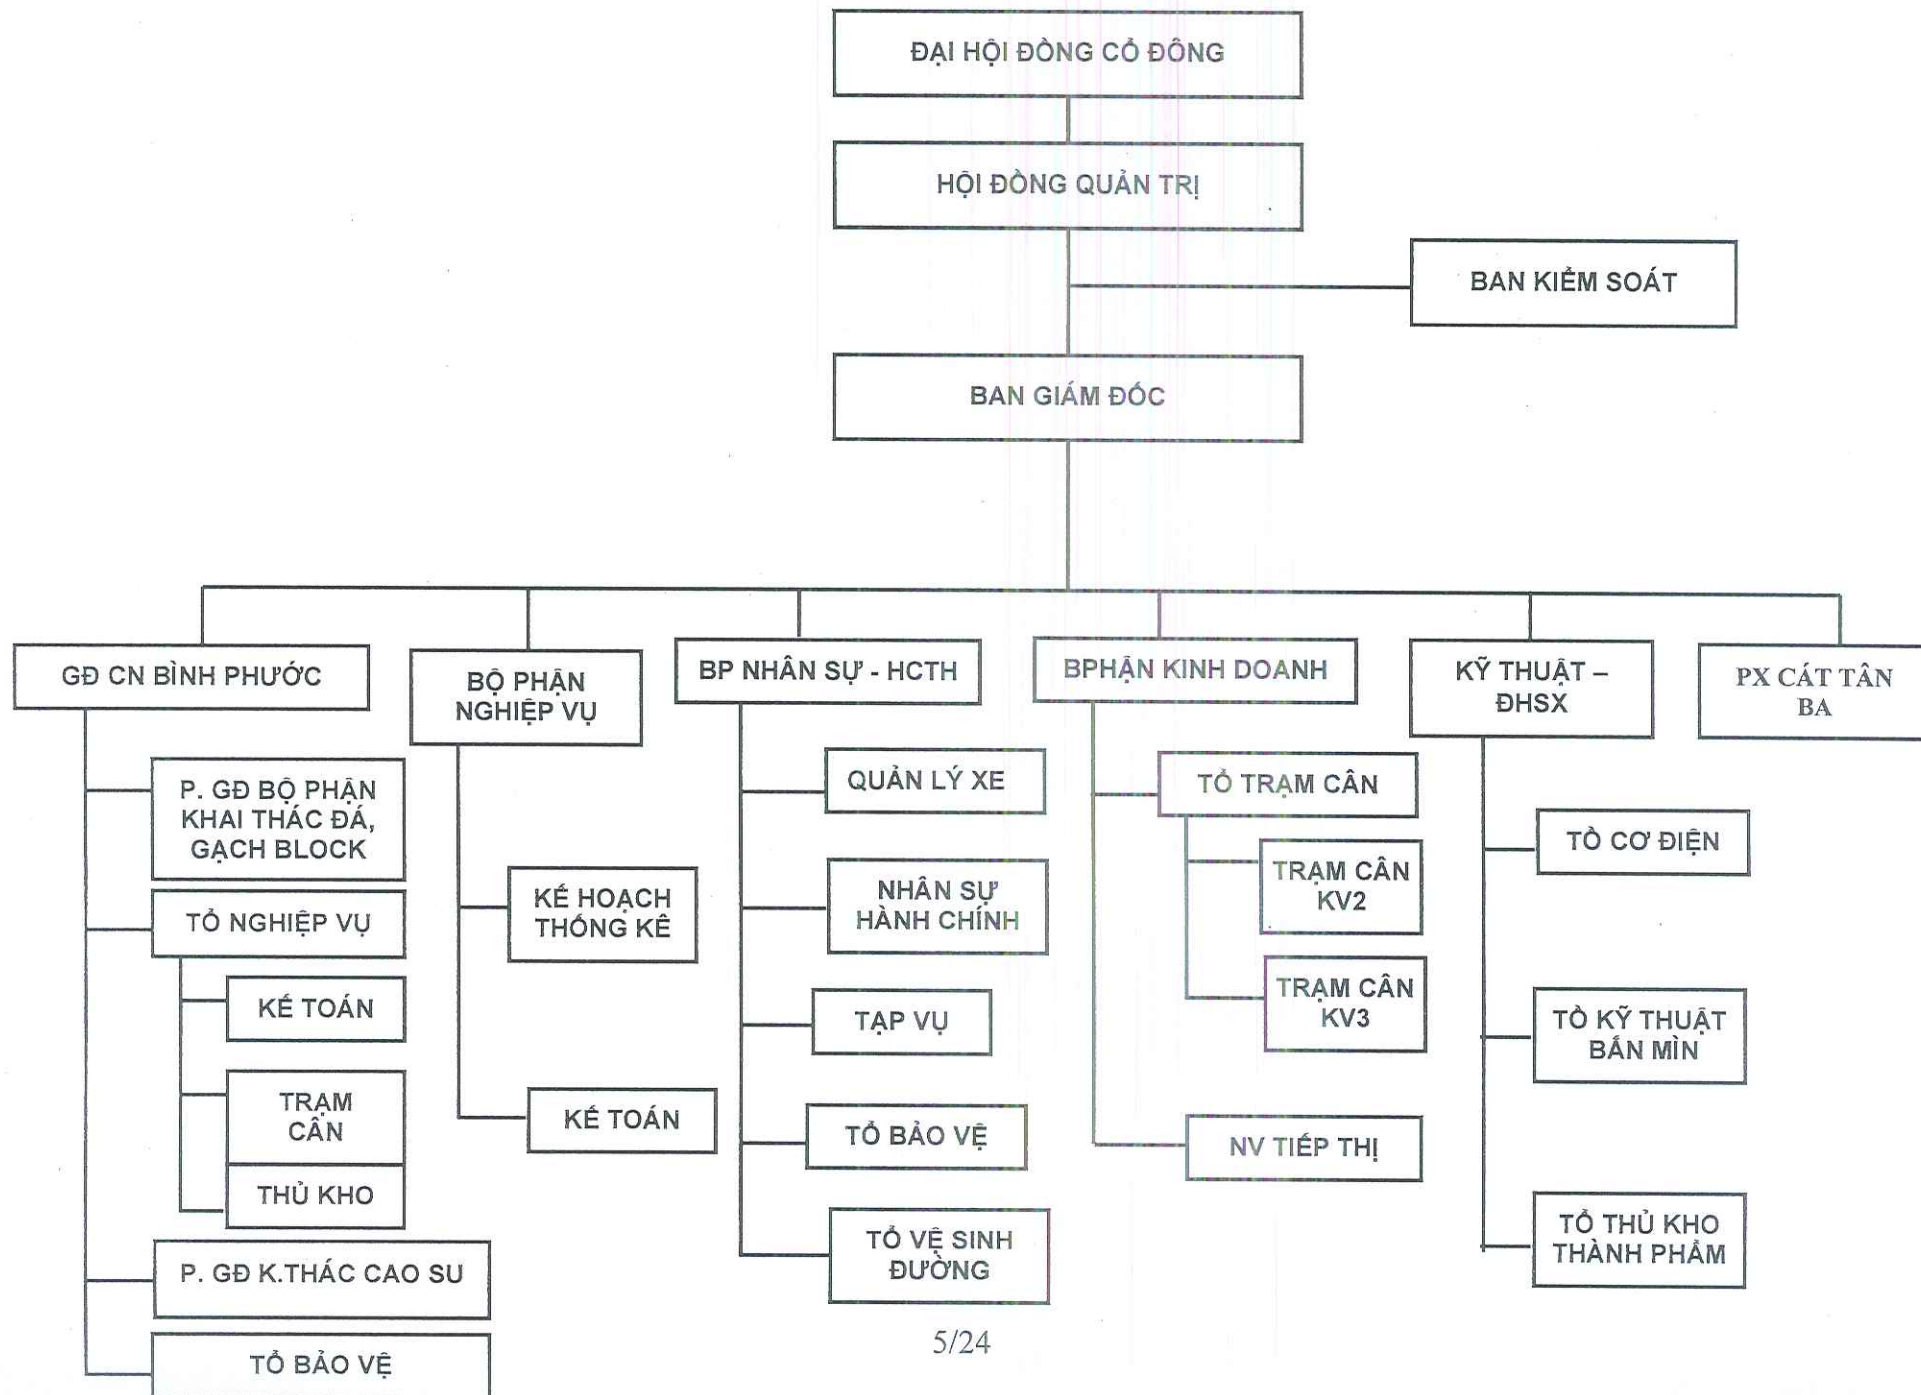 ĐẠI HỘI ĐỒNG CỔ ĐÔNG
HỘI ĐỒNG QUẢN TRỊ
BAN KIỂM SOÁT
BAN GIÁM ĐỐC
GĐ CN BÌNH PHƯỚC
P. GĐ BỘ PHẬN
KHAI THÁC ĐÁ,
GẠCH BLOCK
TỔ NGHIỆP VỤ
KẾ TOÁN
TRẠM
CÂN
THỦ KHO
P. GĐ K.THÁC CAO SU
TỔ BẢO VỆ
BỘ PHẬN
NGHIỆP VỤ
KẾ HOẠCH
THỐNG KÊ
KẾ TOÁN
BP NHÂN SỰ - HCTH
QUẢN LÝ XE
NHÂN SỰ
HÀNH CHÍNH
TẠP VỤ
TỔ BẢO VỆ
TỔ VỆ SINH
ĐƯỜNG
BPHẬN KINH DOANH
TỔ TRẠM CÂN
TRẠM CÂN
KV2
TRẠM CÂN
KV3
NV TIẾP THỊ
KỸ THUẬT –
ĐHSX
TỔ CƠ ĐIỆN
TỔ KỸ THUẬT
BẮN MÌN
TỔ THỦ KHO
THÀNH PHẨM
PX CÁT TÂN
BA
5/24